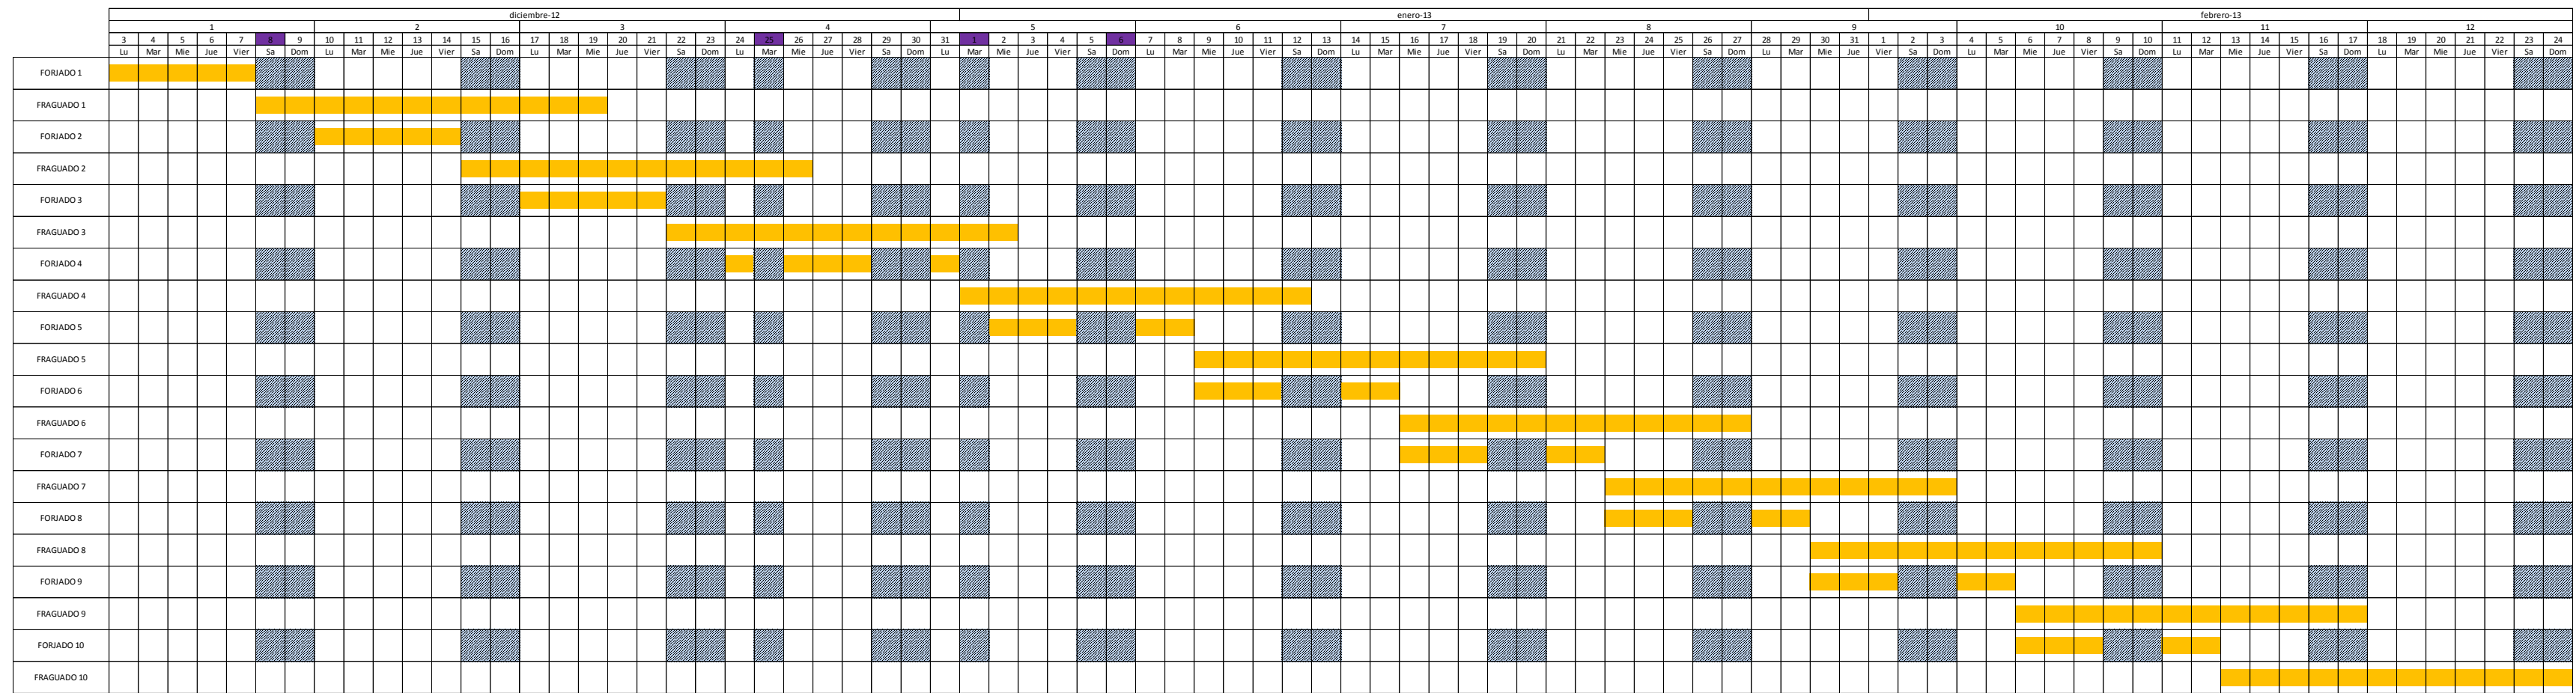 diciembre-12 enero-13 febrero-13
1 2 3 4 5 6 7 8 9 10 11 12
3 4 5 6 7 8 9 10 11 12 13 14 15 16 17 18 19 20 21 22 23 24 25 26 27 28 29 30 31 1 2 3 4 5 6 7 8 9 10 11 12 13 14 15 16 17 18 19 20 21 22 23 24 25 26 27 28 29 30 31 1 2 3 4 5 6 7 8 9 10 11 12 13 14 15 16 17 18 19 20 21 22 23 24
Lu Mar Mie Jue Vier Sa Dom Lu Mar Mie Jue Vier Sa Dom Lu Mar Mie Jue Vier Sa Dom Lu Mar Mie Jue Vier Sa Dom Lu Mar Mie Jue Vier Sa Dom Lu Mar Mie Jue Vier Sa Dom Lu Mar Mie Jue Vier Sa Dom Lu Mar Mie Jue Vier Sa Dom Lu Mar Mie Jue Vier Sa Dom Lu Mar Mie Jue Vier Sa Dom Lu Mar Mie Jue Vier Sa Dom Lu Mar Mie Jue Vier Sa Dom
FORJADO 1
FRAGUADO 1
FORJADO 2
FRAGUADO 2
FORJADO 3
FRAGUADO 3
FORJADO 4
FRAGUADO 4
FORJADO 5
FRAGUADO 5
FORJADO 6
FRAGUADO 6
FORJADO 7
FRAGUADO 7
FORJADO 8
FRAGUADO 8
FORJADO 9
FRAGUADO 9
FORJADO 10
FRAGUADO 10